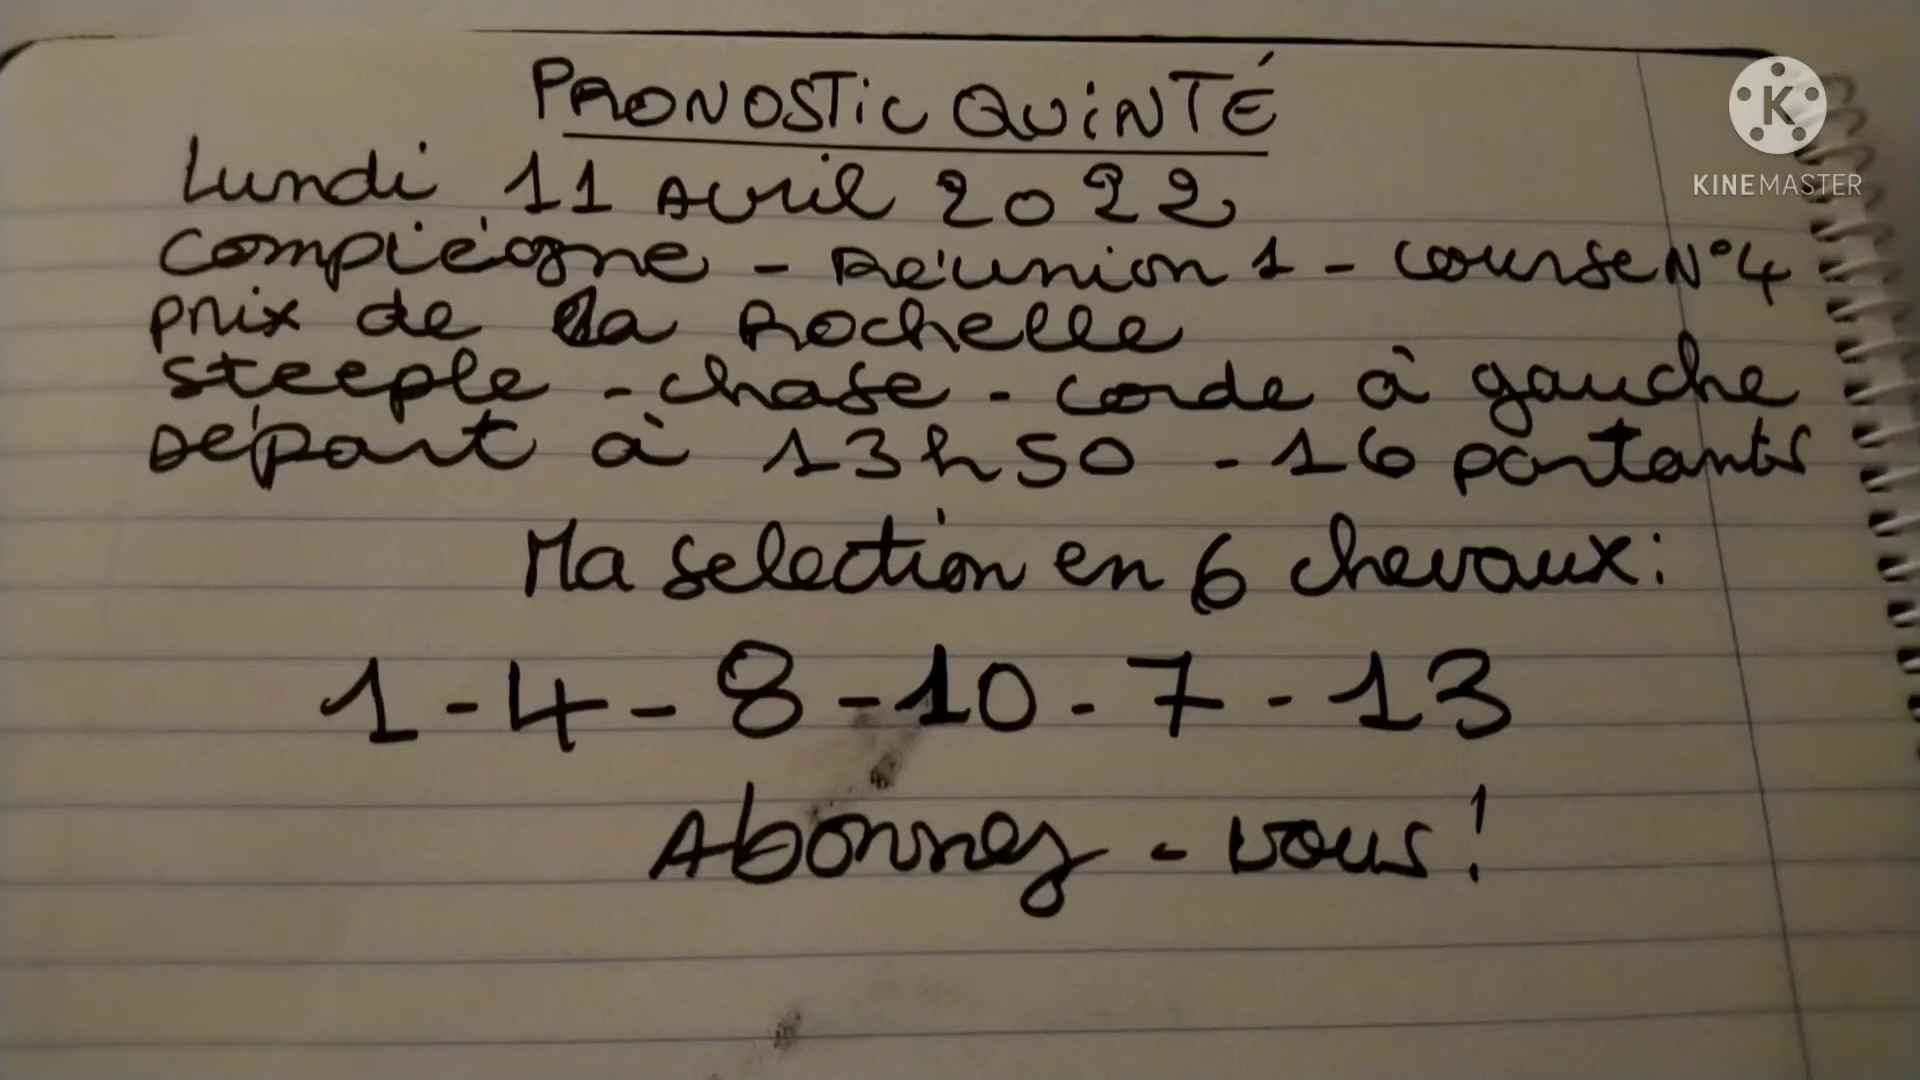 PRONOSTIC QUINTÉ
Lundi 11 avril 2022
Compiégne - Réunion 1 - course N°4
prix de La Rochelle
steeple - chase - corde à gauche
Départ à 13h50 - 16 partants
Ma selection en 6 chevaux :
1 - 4 - 8 - 10 - 7 - 13
Abonnez - vous !
K
KINEMASTER